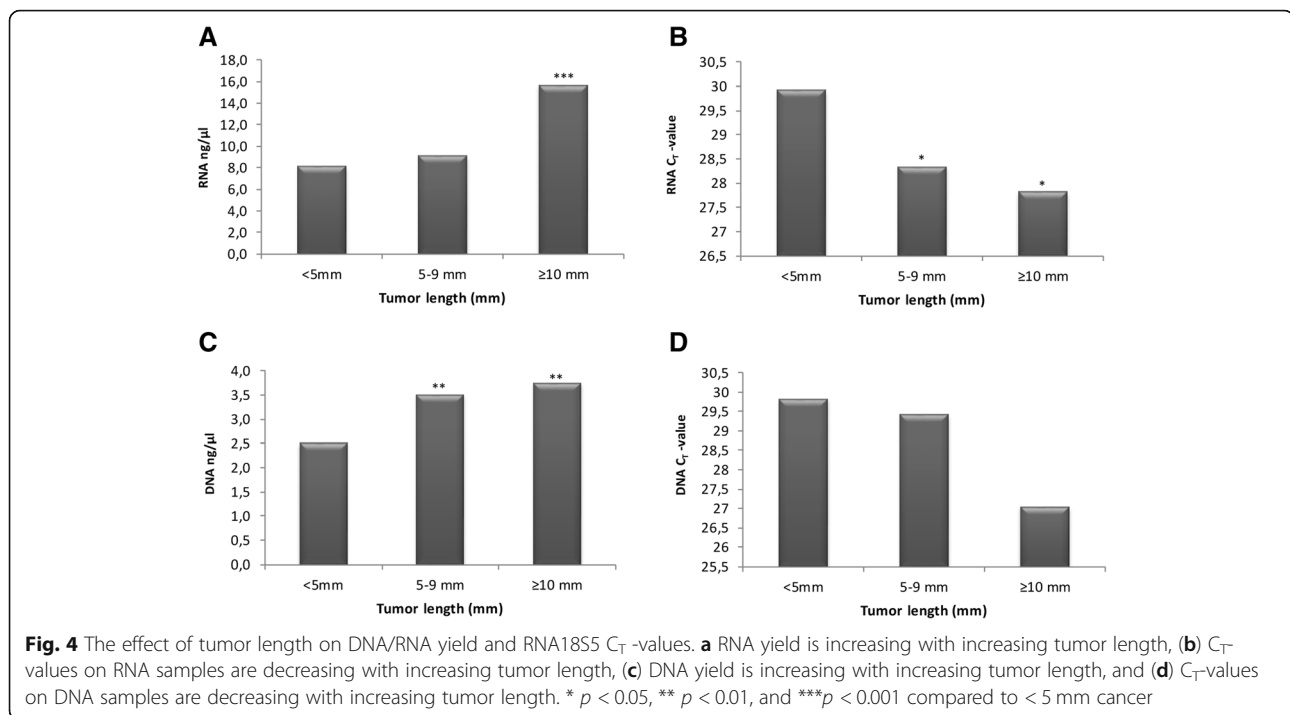 A
18,0
16,0
14,0
12,0
10,0
8,0
6,0
4,0
2,0
0,0
RNA ng/µl
***
<5mm
5-9 mm
≥10 mm
Tumor length (mm)
B
30,5
30
29,5
29
28,5
28
27,5
27
26,5
RNA CT -value
*
*
<5mm
5-9 mm
≥10 mm
Tumor length (mm)
C
4,0
3,5
3,0
2,5
2,0
1,5
1,0
0,5
0,0
DNA ng/µl
**
**
<5mm
5-9 mm
≥10 mm
Tumor length (mm)
D
30,5
30
29,5
29
28,5
28
27,5
27
26,5
26
25,5
DNA CT -value
<5mm
5-9 mm
≥10 mm
Tumor length (mm)
Fig. 4 The effect of tumor length on DNA/RNA yield and RNA18S5 CT -values. a RNA yield is increasing with increasing tumor length, (b) CT-
values on RNA samples are decreasing with increasing tumor length, (c) DNA yield is increasing with increasing tumor length, and (d) CT-values
on DNA samples are decreasing with increasing tumor length. * p < 0.05, ** p < 0.01, and ***p < 0.001 compared to < 5 mm cancer